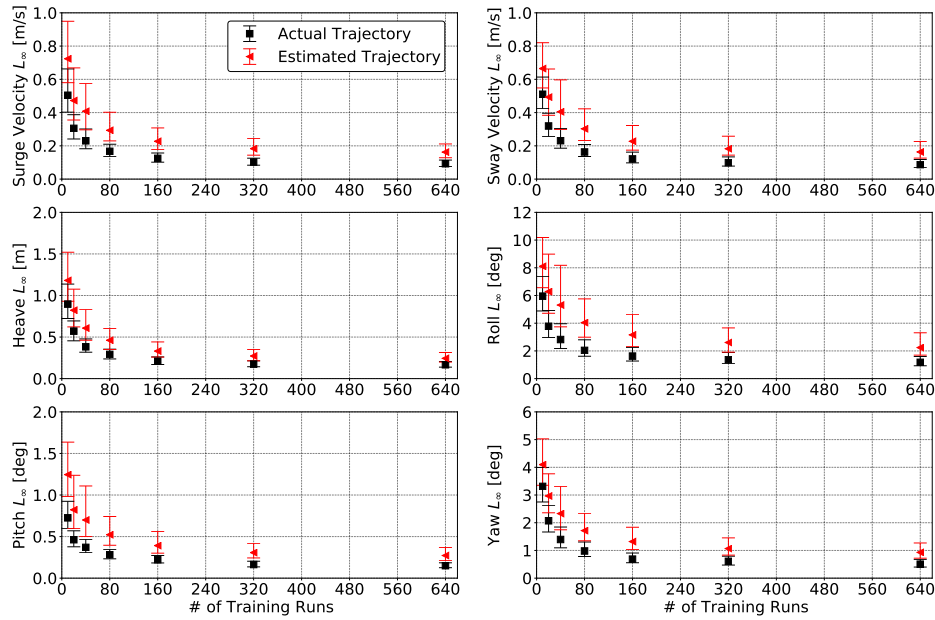 Surge Velocity L∞ [m/s]
1.0
0.8
0.6
0.4
0.2
0.0
0 80 160 240 320 400 480 560 640
Actual Trajectory
Estimated Trajectory
Sway Velocity L∞ [m/s]
1.0
0.8
0.6
0.4
0.2
0.0
0 80 160 240 320 400 480 560 640
Heave L∞ [m]
2.0
1.5
1.0
0.5
0.0
0 80 160 240 320 400 480 560 640
Roll L∞ [deg]
12
10
8
6
4
2
0
0 80 160 240 320 400 480 560 640
Pitch L∞ [deg]
2.0
1.5
1.0
0.5
0.0
0 80 160 240 320 400 480 560 640
# of Training Runs
Yaw L∞ [deg]
6
5
4
3
2
1
0
0 80 160 240 320 400 480 560 640
# of Training Runs